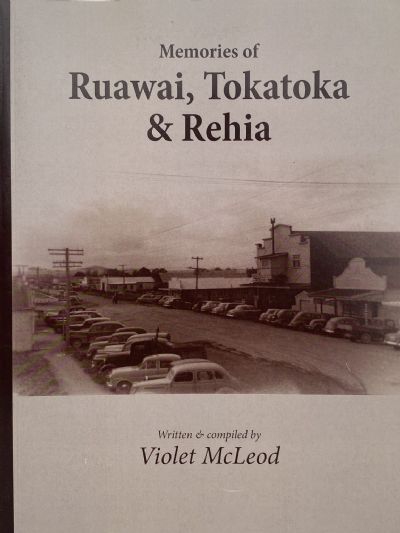 Memories of
Ruawai, Tokatoka
& Rehia
Written & compiled by
Violet McLeod